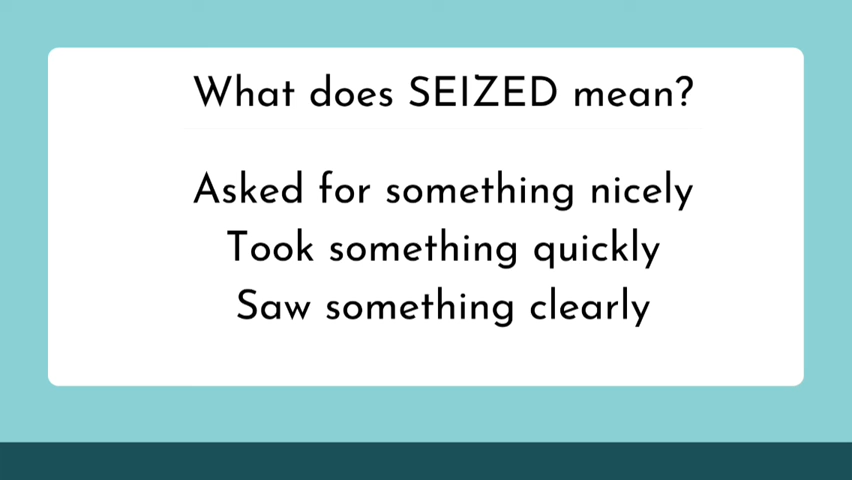 What does SEIZED mean?
Asked for something nicely
Took something quickly
Saw something clearly